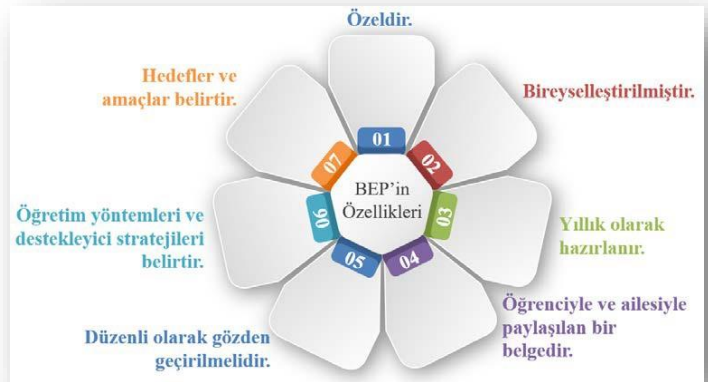 Özeldir.
Hedefler ve
amaçlar belirtir.
Bireyselleştirilmiştir.
01
02
03
04
05
06
07
BEP'in
Özellikleri
Öğretim yöntemleri ve
destekleyici stratejileri
belirtir.
Yıllık olarak
hazırlanır.
Düzenli olarak gözden
geçirilmelidir.
Öğrenciyle ve ailesiyle
paylaşılan bir
belgedir.